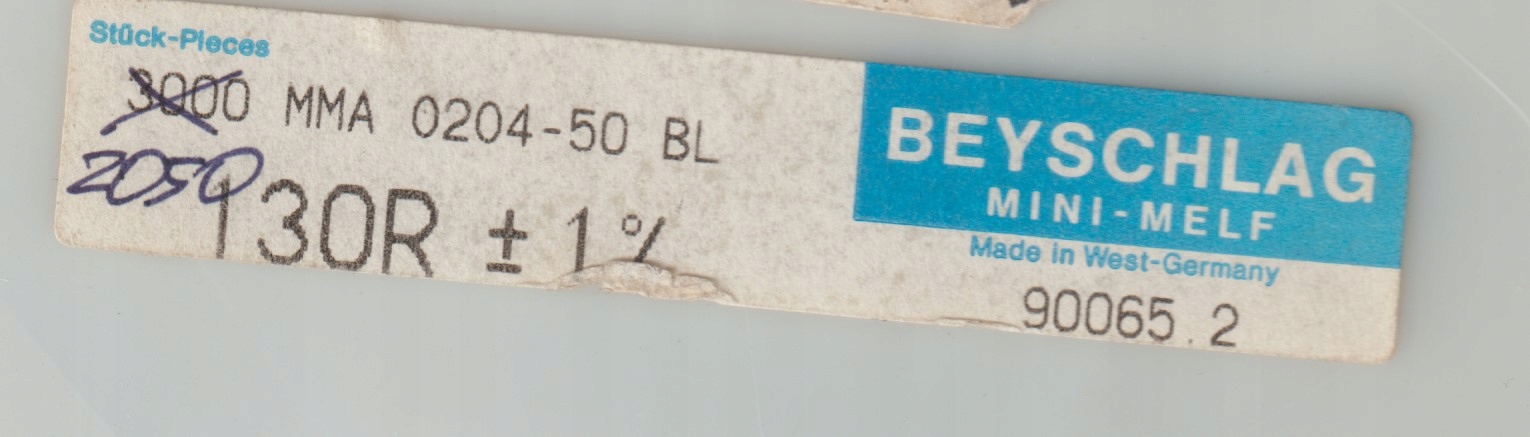 Stück-Pieces
3000 MMA 0204-50 BL
2050
130R ± 1%
BEYSCHLAG
MINI-MELF
Made in West-Germany
90065.2